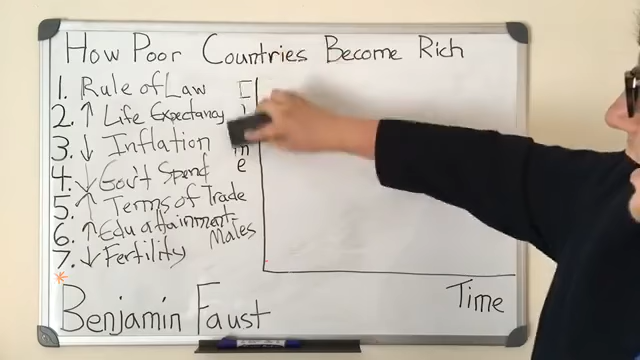 How Poor Countries Become Rich
1. Rule of Law
2. ↑ Life Expectancy
3. ↓ Inflation
4. ↓ Gov't Spend
5. ↑ Terms of Trade
6. ↑ Edu attainment- Males
7. ↓ Fertility
*
Time
Benjamin Faust